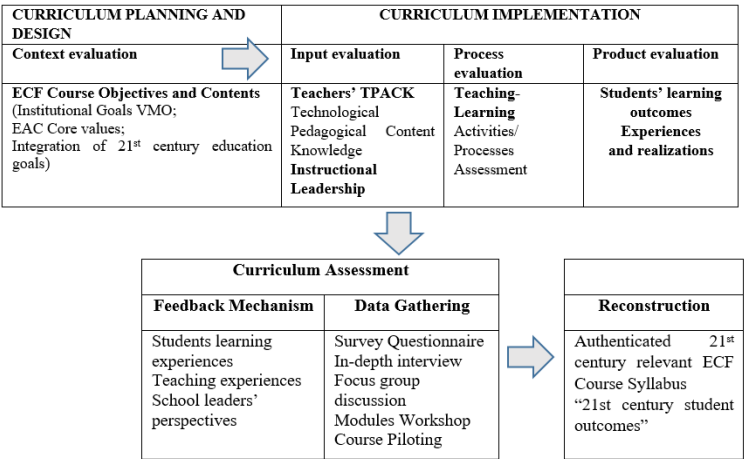 CURRICULUM PLANNING AND
DESIGN
CURRICULUM IMPLEMENTATION
Context evaluation
Input evaluation
Process
evaluation
Product evaluation
ECF Course Objectives and Contents
(Institutional Goals VMO;
EAC Core values;
Integration of 21st century education
goals)
Teachers' TPACK
Technological
Pedagogical Content
Knowledge
Instructional
Leadership
Teaching-
Learning
Activities/
Processes
Assessment
Students' learning
outcomes
Experiences
and realizations
Curriculum Assessment
Feedback Mechanism
Data Gathering
Students learning
experiences
Teaching experiences
School leaders'
perspectives
Survey Questionnaire
In-depth interview
Focus group
discussion
Modules Workshop
Course Piloting
Reconstruction
Authenticated 21st
century relevant ECF
Course Syllabus
“21st century student
outcomes”